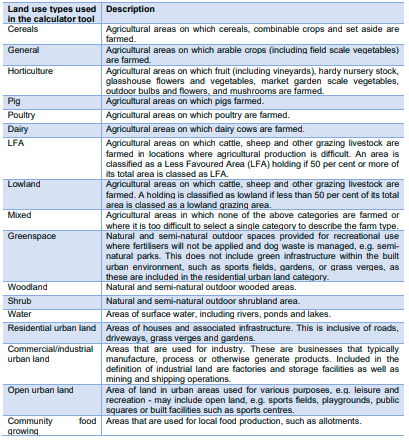 Land use types used Description
in the calculator tool
Cereals Agricultural areas on which cereals, combinable crops and set aside are
farmed.
General Agricultural areas on which arable crops (including field scale vegetables)
are farmed.
Horticulture Agricultural areas on which fruit (including vineyards), hardy nursery stock,
glasshouse flowers and vegetables, market garden scale vegetables,
outdoor bulbs and flowers, and mushrooms are farmed.
Pig Agricultural areas on which pigs farmed.
Poultry Agricultural areas on which poultry are farmed.
Dairy Agricultural areas on which dairy cows are farmed.
LFA Agricultural areas on which cattle, sheep and other grazing livestock are
farmed in locations where agricultural production is difficult. An area is
classified as a Less Favoured Area (LFA) holding if 50 per cent or more of
its total area is classed as LFA.
Lowland Agricultural areas on which cattle, sheep and other grazing livestock are
farmed. A holding is classified as lowland if less than 50 per cent of its total
area is classed as a lowland grazing area.
Mixed Agricultural areas in which none of the above categories are farmed or
where it is too difficult to select a single category to describe the farm type.
Greenspace Natural and semi-natural outdoor spaces provided for recreational use
where fertilisers will not be applied and dog waste is managed, e.g. semi-
natural parks. This does not include green infrastructure within the built
urban environment, such as sports fields, gardens, or grass verges, as
these are included in the residential urban land category.
Woodland Natural and semi-natural outdoor wooded areas.
Shrub Natural and semi-natural outdoor shrubland area.
Water Areas of surface water, including rivers, ponds and lakes.
Residential urban land Areas of houses and associated infrastructure. This is inclusive of roads,
driveways, grass verges and gardens.
Commercial/industrial Areas that are used for industry. These are businesses that typically
urban land manufacture, process or otherwise generate products. Included in the
definition of industrial land are factories and storage facilities as well as
mining and shipping operations.
Open urban land Area of land in urban areas used for various purposes, e.g. leisure and
recreation - may include open land, e.g. sports fields, playgrounds, public
squares or built facilities such as sports centres.
Community food Areas that are used for local food production, such as allotments.
growing